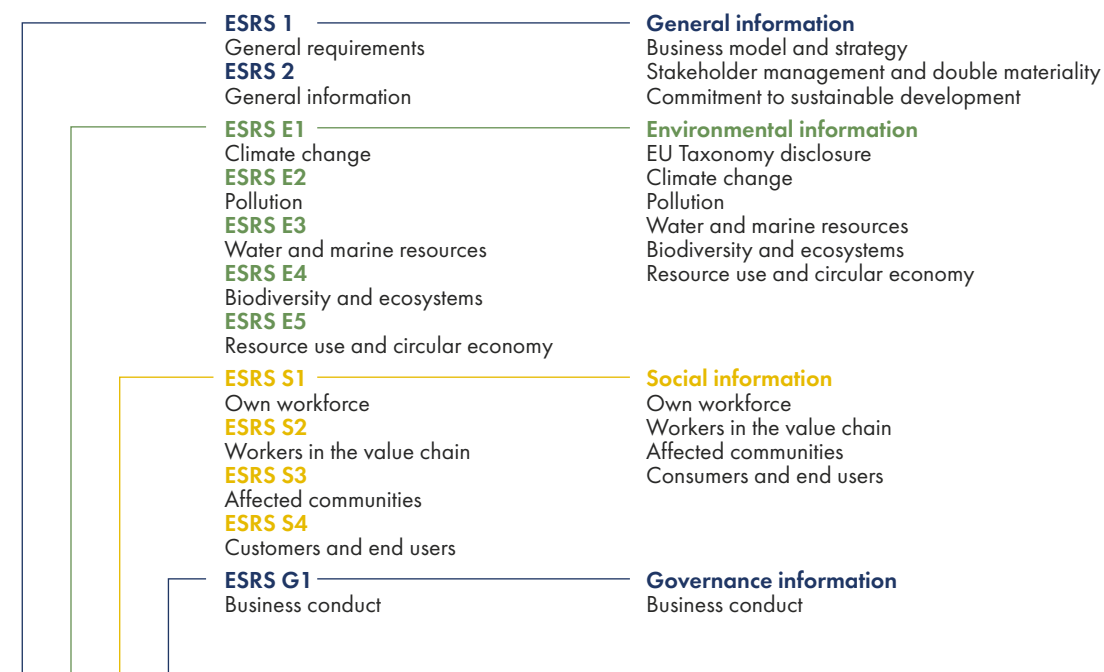 ESRS 1
General requirements
ESRS 2
General information
General information
Business model and strategy
Stakeholder management and double materiality
Commitment to sustainable development
ESRS E1
Climate change
ESRS E2
Pollution
ESRS E3
Water and marine resources
ESRS E4
Biodiversity and ecosystems
ESRS E5
Resource use and circular economy
Environmental information
EU Taxonomy disclosure
Climate change
Pollution
Water and marine resources
Biodiversity and ecosystems
Resource use and circular economy
ESRS S1
Own workforce
ESRS S2
Workers in the value chain
ESRS S3
Affected communities
ESRS S4
Customers and end users
Social information
Own workforce
Workers in the value chain
Affected communities
Consumers and end users
ESRS G1
Business conduct
Governance information
Business conduct